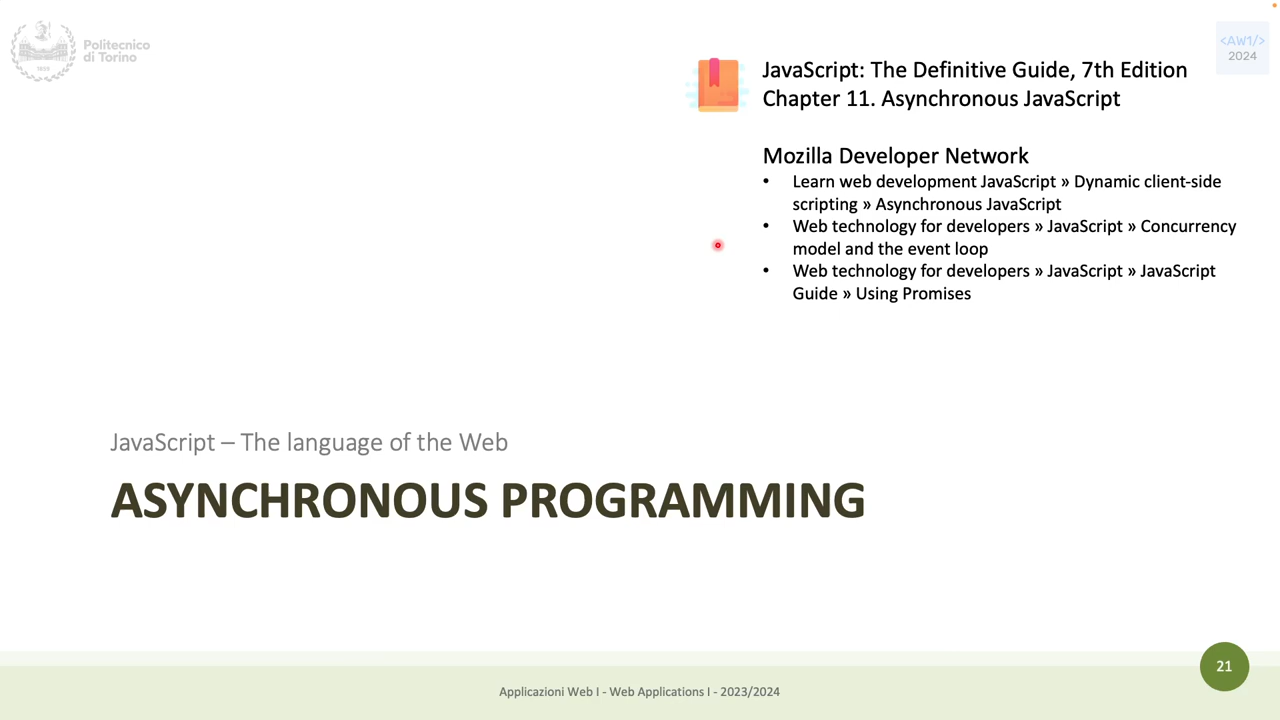 Politecnico
di Torino
1859
<AW1/>
2024
JavaScript: The Definitive Guide, 7th Edition
Chapter 11. Asynchronous JavaScript
Mozilla Developer Network
• Learn web development JavaScript » Dynamic client-side
scripting » Asynchronous JavaScript
• Web technology for developers » JavaScript » Concurrency
model and the event loop
• Web technology for developers » JavaScript » JavaScript
Guide » Using Promises
JavaScript – The language of the Web
ASYNCHRONOUS PROGRAMMING
21
Applicazioni Web I - Web Applications I - 2023/2024